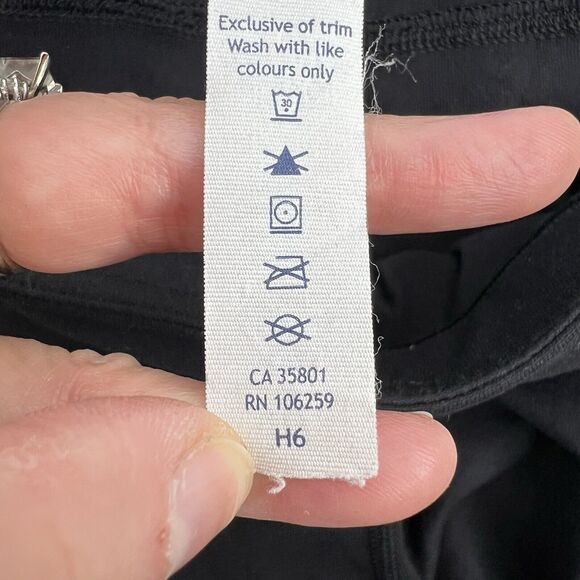 Exclusive of trim
Wash with like
colours only
30
CA 35801
RN 106259
H6